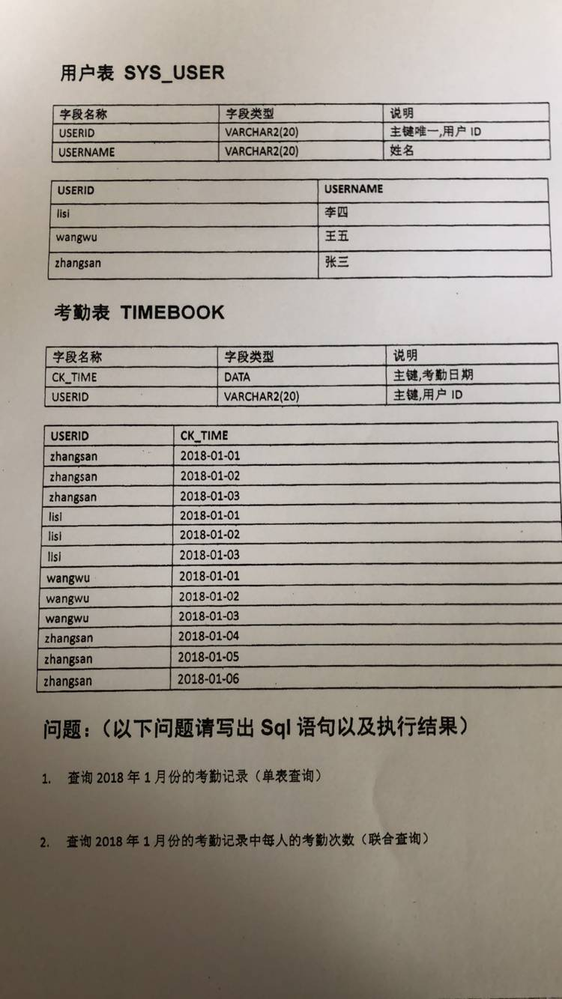 用户表 SYS_USER
字段名称 字段类型 说明
USERID VARCHAR2(20) 主键唯一,用户 ID
USERNAME VARCHAR2(20) 姓名
USERID USERNAME
lisi 李四
wangwu 王五
zhangsan 张三
考勤表 TIMEBOOK
字段名称 字段类型 说明
CK_TIME DATA 主键,考勤日期
USERID VARCHAR2(20) 主键,用户 ID
USERID CK_TIME
zhangsan 2018-01-01
zhangsan 2018-01-02
zhangsan 2018-01-03
lisi 2018-01-01
lisi 2018-01-02
lisi 2018-01-03
wangwu 2018-01-01
wangwu 2018-01-02
wangwu 2018-01-03
zhangsan 2018-01-04
zhangsan 2018-01-05
zhangsan 2018-01-06
问题：（以下问题请写出 Sql 语句以及执行结果）
1. 查询 2018 年 1 月份的考勤记录（单表查询）
2. 查询 2018 年 1 月份的考勤记录中每人的考勤次数（联合查询）